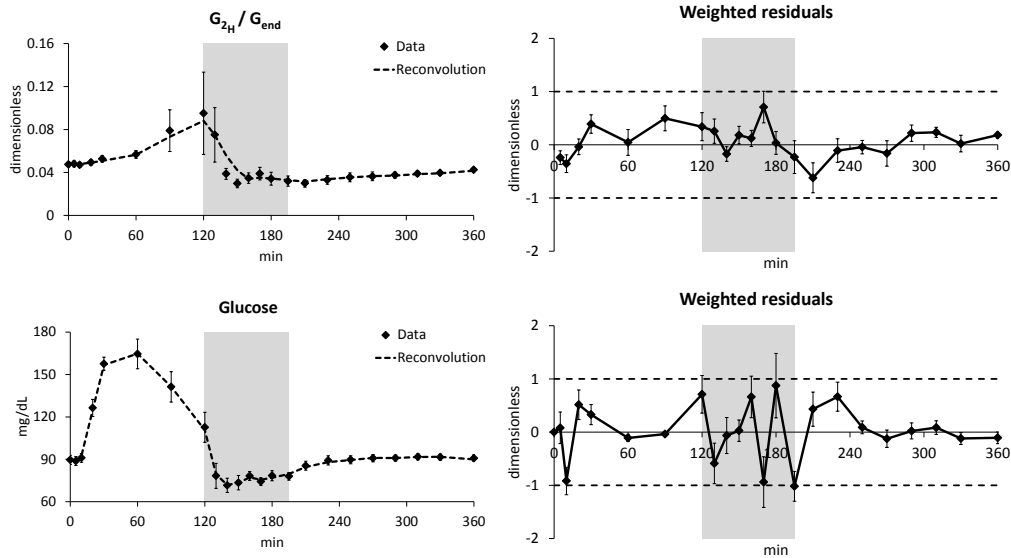 G2H / Gend
Data
Reconvolution
dimensionless
0.16
0.12
0.08
0.04
0
0 60 120 180 240 300 360
min
Weighted residuals
dimensionless
2
1
0
-1
-2
0 60 120 180 240 300 360
min
Glucose
Data
Reconvolution
mg/dL
180
150
120
90
60
0 60 120 180 240 300 360
min
Weighted residuals
dimensionless
2
1
0
-1
-2
0 60 120 180 240 300 360
min